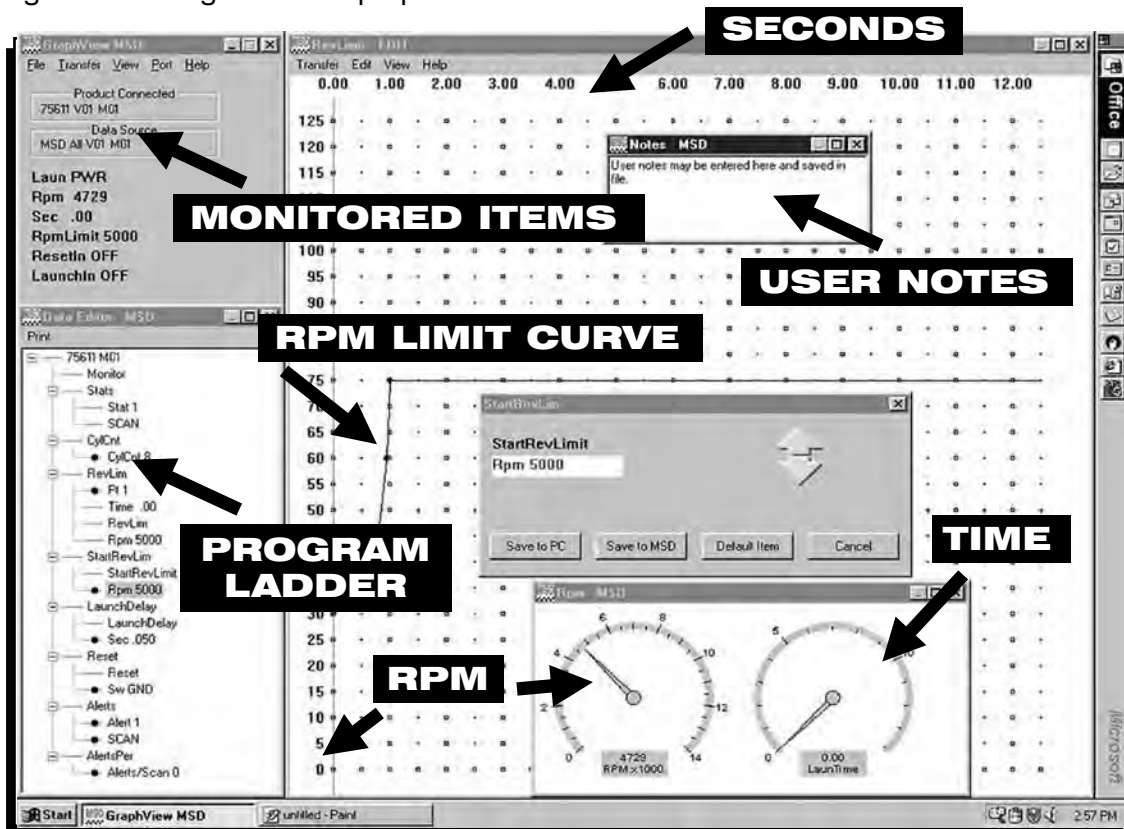 SECONDS
GraphView MSD
File Transfer View Port Help
Product Connected
75611 V01 M01
Data Source
MSD All V01 M01
Laun PWR
Rpm 4729
Sec .00
RpmLimit 5000
ResetIn OFF
LaunchIn OFF
MONITORED ITEMS
RevLim EDIT
Transfer Edit View Help
0.00 1.00 2.00 3.00 4.00 6.00 7.00 8.00 9.00 10.00 11.00 12.00
125
120
115
100
95
90
75
70
65
60
55
50
30
25
20
15
10
5
0
Notes MSD
User notes may be entered here and saved in
file.
USER NOTES
RPM LIMIT CURVE
Data Editor MSD
Print
75611 M01
Monitor
Stats
Stat 1
SCAN
CylCnt
CylCnt 8
RevLim
Pt 1
Time .00
RevLim
Rpm 5000
StartRevLim
StartRevLimit
Rpm 5000
LaunchDelay
LaunchDelay
Sec .050
Reset
Reset
Sw GND
Alerts
Alert 1
SCAN
AlertsPer
Alerts/Scan 0
PROGRAM
LADDER
StartRevLim
StartRevLimit
Rpm 5000
Save to PC Save to MSD Default Item Cancel
TIME
RPM
Rpm MSD
0 2 4 6 8 10 12 14
4729
RPM x1000
0 5 10
0.00
LaunTime
Office
Microsoft
Start GraphView MSD untitled - Paint 2:57 PM